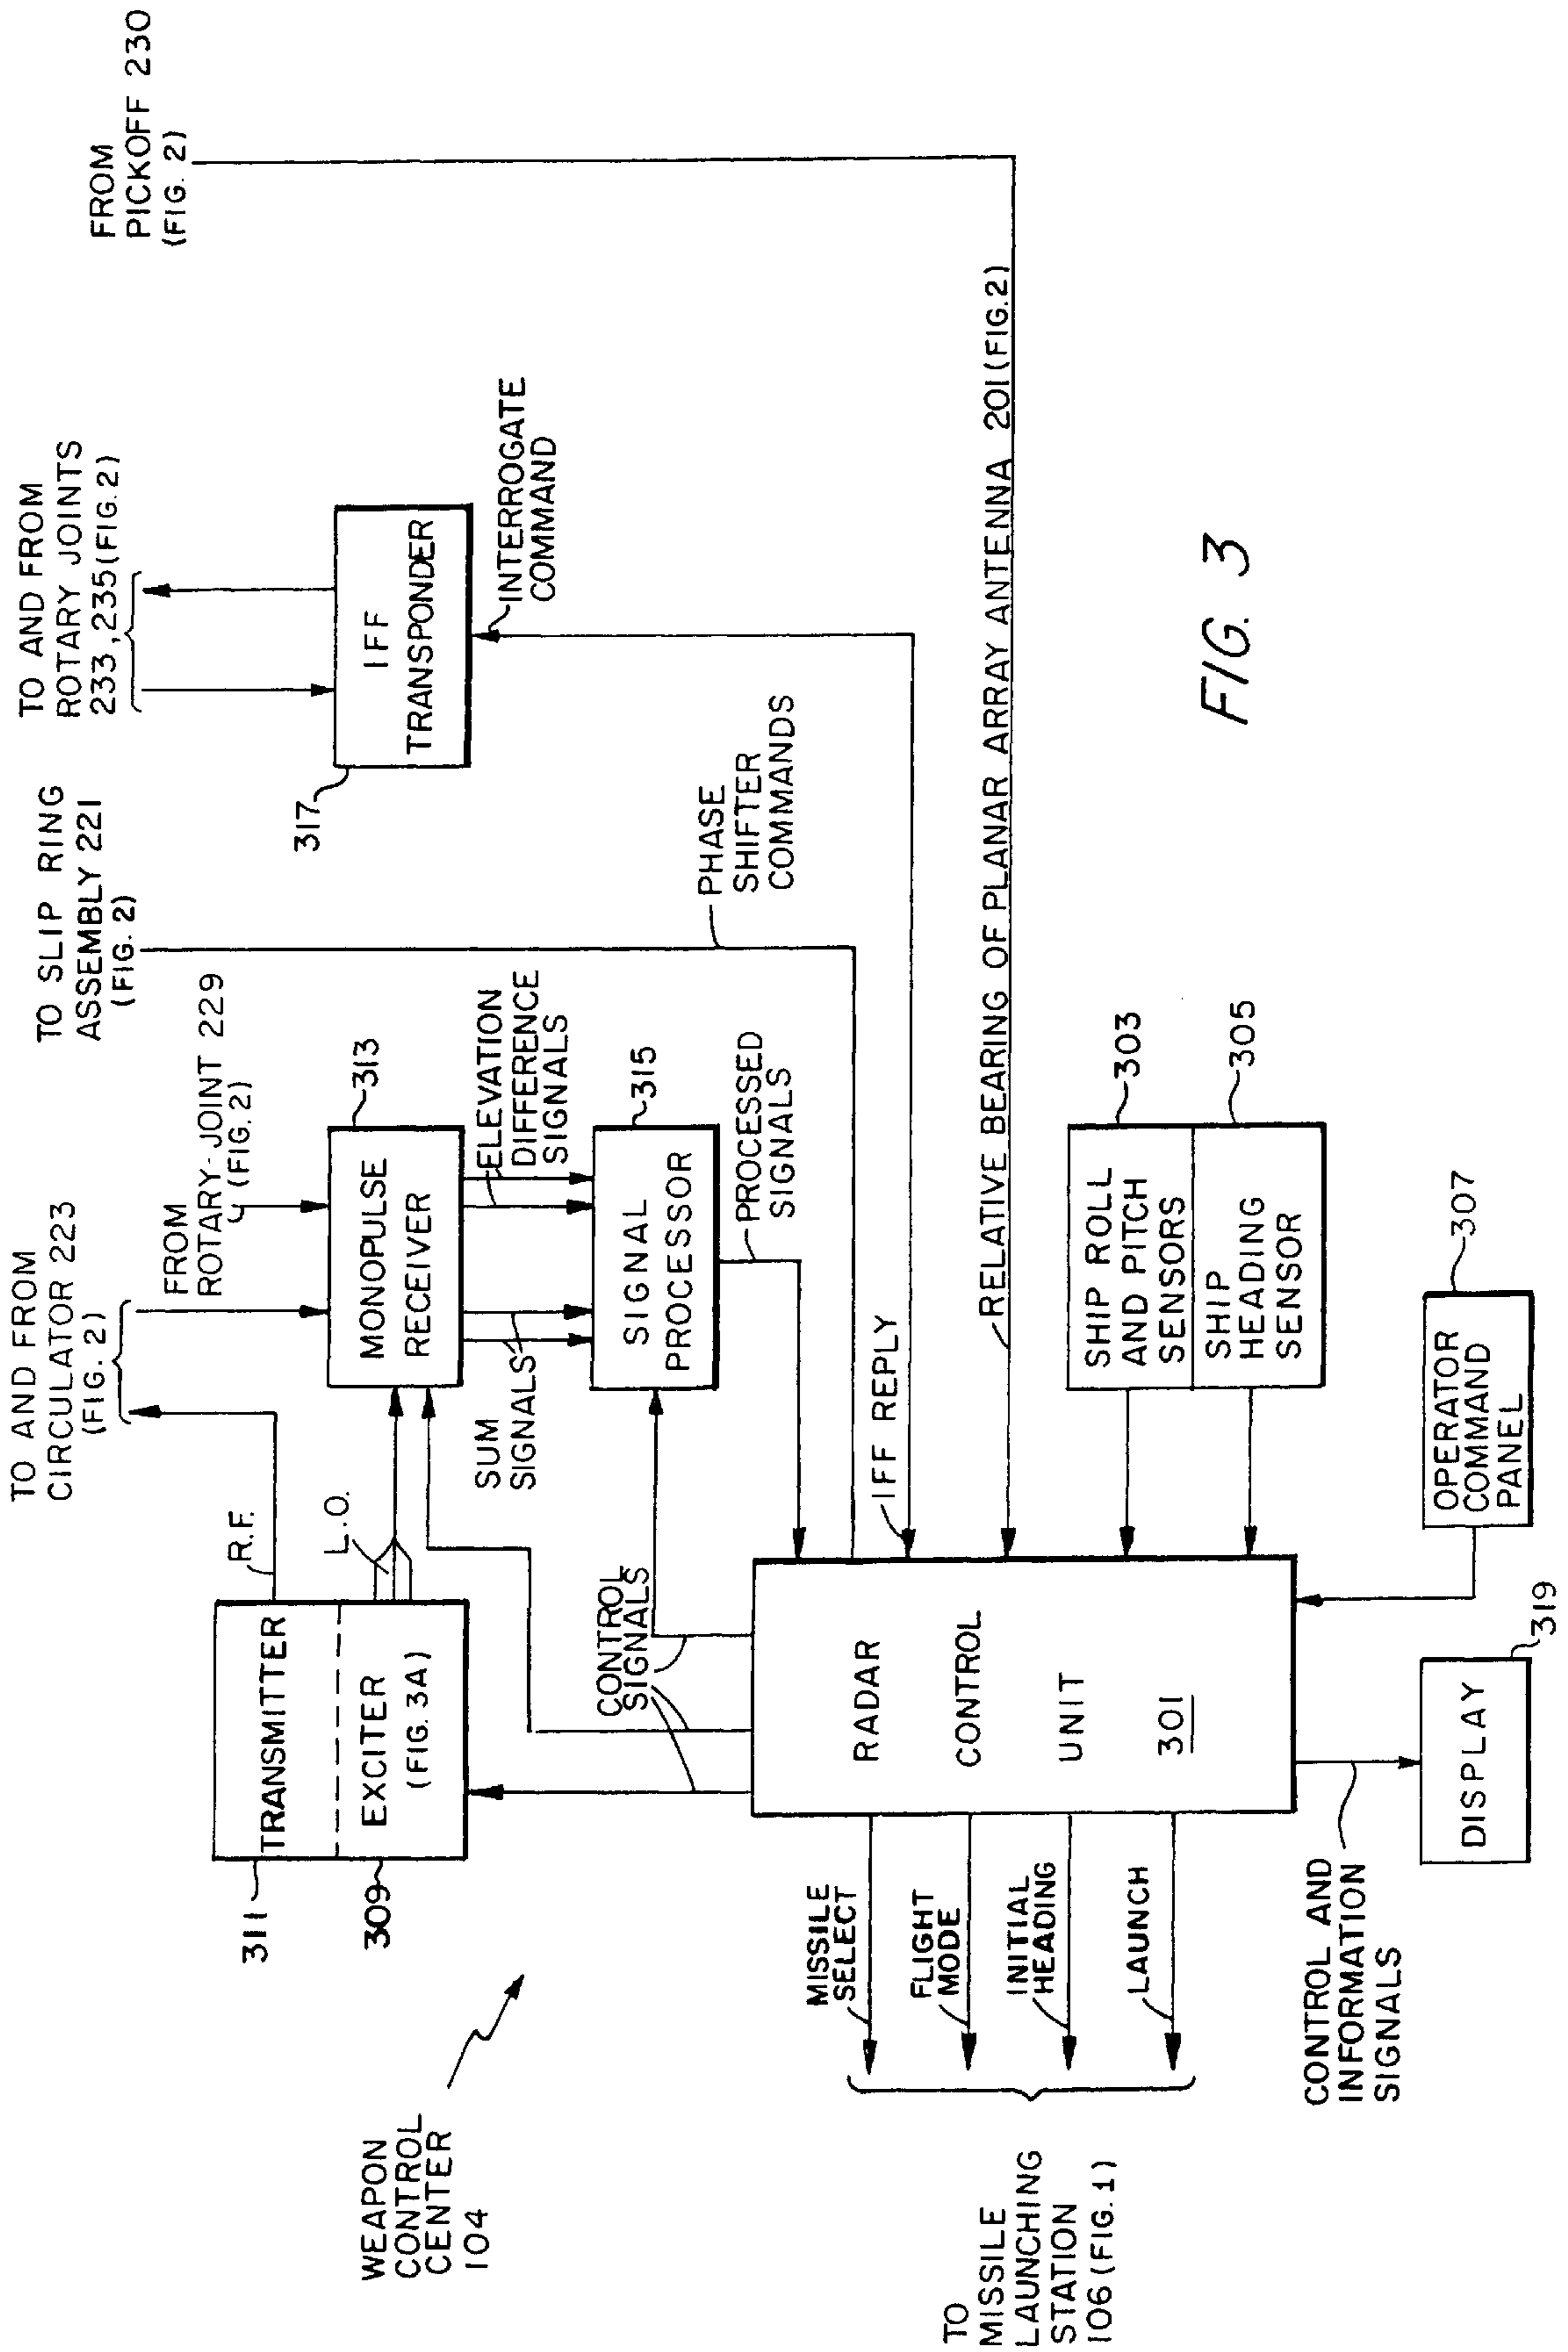 TO AND FROM
CIRCULATOR 223
(FIG. 2)
FROM
ROTARY-JOINT 229
(FIG. 2)
TO SLIP RING
ASSEMBLY 221
(FIG. 2)
TO AND FROM
ROTARY JOINTS
233, 235 (FIG. 2)
FROM
PICKOFF 230
(FIG. 2)
311
TRANSMITTER
R.F.
309
EXCITER
(FIG. 3A)
L.O.
MONOPULSE
RECEIVER
313
317
IFF
TRANSPONDER
INTERROGATE
COMMAND
SUM
SIGNALS
ELEVATION
DIFFERENCE
SIGNALS
SIGNAL
PROCESSOR
315
PROCESSED
SIGNALS
PHASE
SHIFTER
COMMANDS
CONTROL
SIGNALS
WEAPON
CONTROL
CENTER
104
MISSILE
SELECT
FLIGHT
MODE
INITIAL
HEADING
LAUNCH
TO
MISSILE
LAUNCHING
STATION
106 (FIG. 1)
RADAR
CONTROL
UNIT
301
IFF REPLY
RELATIVE BEARING OF PLANAR ARRAY ANTENNA 201 (FIG. 2)
SHIP ROLL
AND PITCH
SENSORS
303
SHIP
HEADING
SENSOR
305
OPERATOR
COMMAND
PANEL
307
CONTROL AND
INFORMATION
SIGNALS
DISPLAY
319
FIG. 3